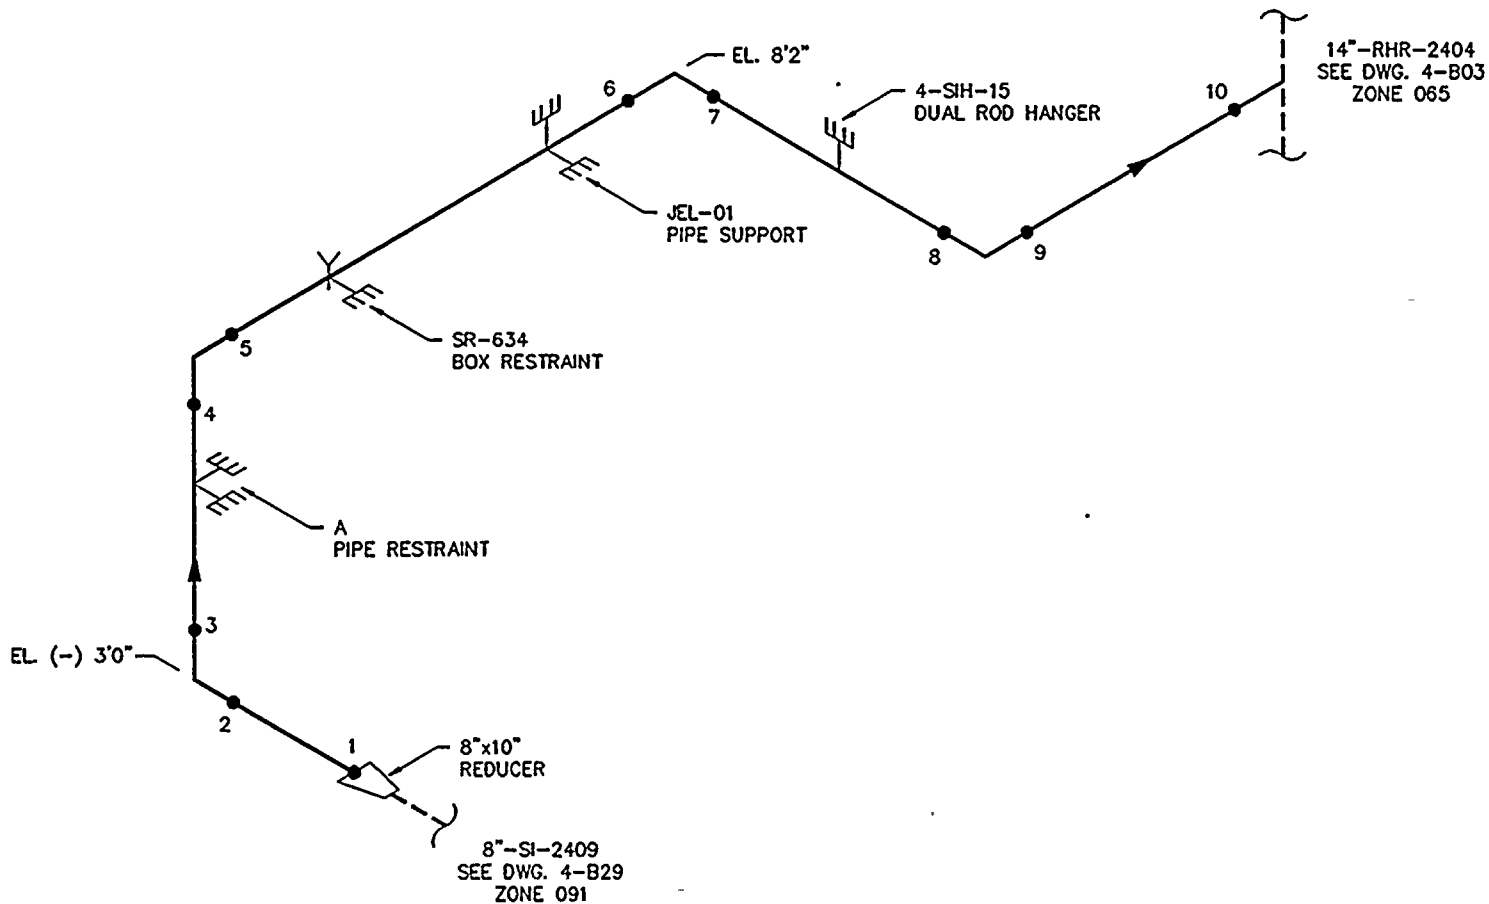 EL. 8'2"
14"-RHR-2404
SEE DWG. 4-B03
ZONE 065
6
7
4-SIH-15
DUAL ROD HANGER
10
JEL-01
PIPE SUPPORT
8
9
5
SR-634
BOX RESTRAINT
4
A
PIPE RESTRAINT
3
EL. (-) 3'0"
2
1
8"x10"
REDUCER
8"-SI-2409
SEE DWG. 4-B29
ZONE 091